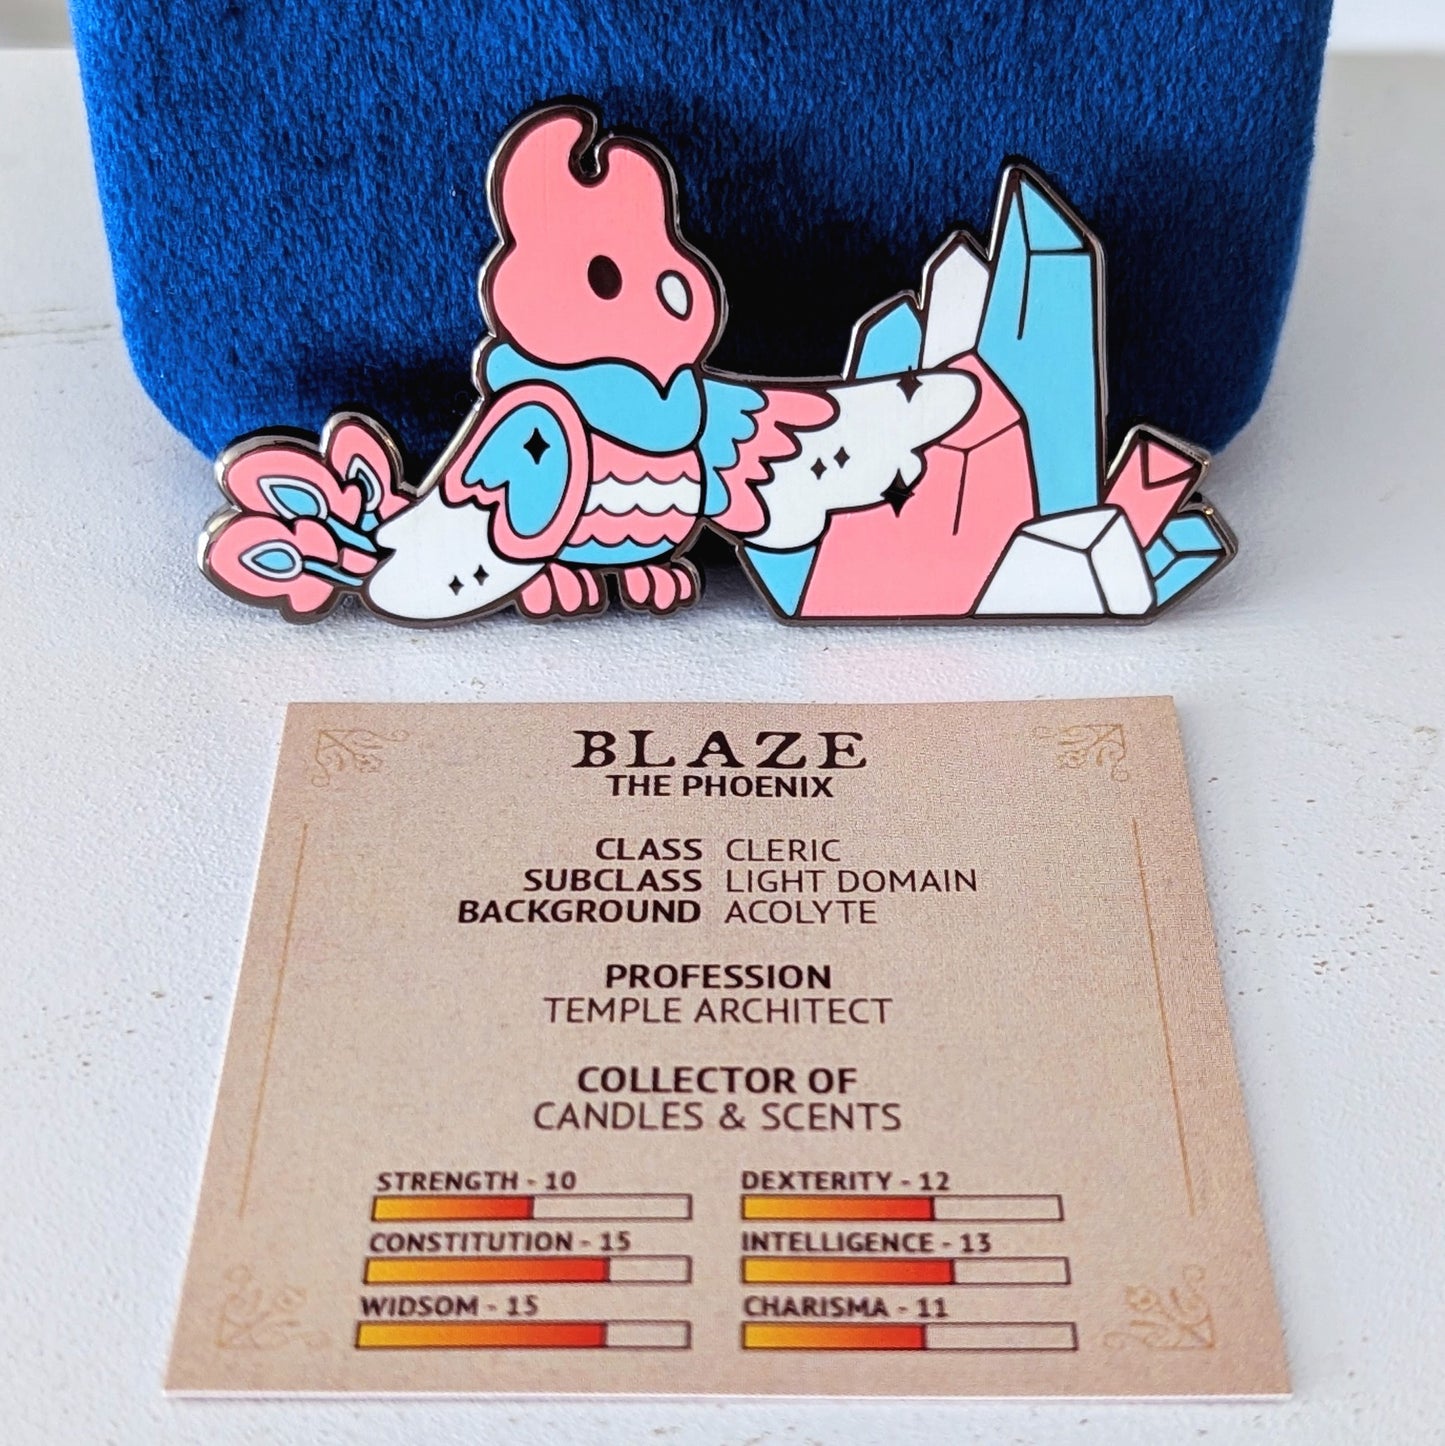 BLAZE
THE PHOENIX
CLASS CLERIC
SUBCLASS LIGHT DOMAIN
BACKGROUND ACOLYTE
PROFESSION
TEMPLE ARCHITECT
COLLECTOR OF
CANDLES & SCENTS
STRENGTH - 10 DEXTERITY - 12
CONSTITUTION - 15 INTELLIGENCE - 13
WIDSOM - 15 CHARISMA - 11